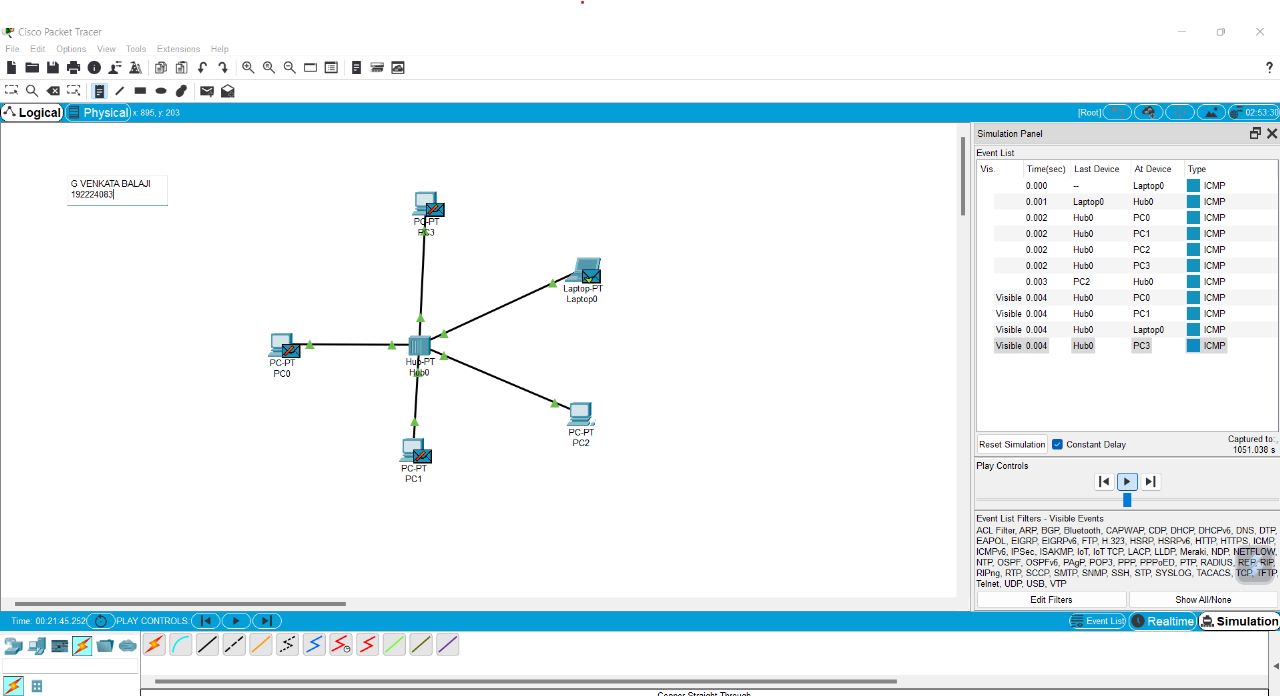 Cisco Packet Tracer
File Edit Options View Tools Extensions Help
?
Logical Physical x: 895, y: 203 [Root] 02:53:30
G VENKATA BALAJI
192224083
PC-PT
PC3
Laptop-PT
Laptop0
PC-PT
PC0
Hub-PT
Hub0
PC-PT
PC2
PC-PT
PC1
Simulation Panel
Event List
Vis. Time(sec) Last Device At Device Type
0.000 -- Laptop0 ICMP
0.001 Laptop0 Hub0 ICMP
0.002 Hub0 PC0 ICMP
0.002 Hub0 PC1 ICMP
0.002 Hub0 PC2 ICMP
0.002 Hub0 PC3 ICMP
0.003 PC2 Hub0 ICMP
Visible 0.004 Hub0 PC0 ICMP
Visible 0.004 Hub0 PC1 ICMP
Visible 0.004 Hub0 Laptop0 ICMP
Visible 0.004 Hub0 PC3 ICMP
Reset Simulation Constant Delay Captured to:
1051.038 s
Play Controls
Event List Filters - Visible Events
ACL Filter, ARP, BGP, Bluetooth, CAPWAP, CDP, DHCP, DHCPv6, DNS, DTP,
EAPOL, EIGRP, EIGRPv6, FTP, H.323, HSRP, HSRPv6, HTTP, HTTPS, ICMP,
ICMPv6, IPSec, ISAKMP, IoT, IoT TCP, LACP, LLDP, Meraki, NDP, NETFLOW,
NTP, OSPF, OSPFv6, PAgP, POP3, PPP, PPPoED, PTP, RADIUS, REP, RIP,
RIPng, RTP, SCCP, SMTP, SNMP, SSH, STP, SYSLOG, TACACS, TCP, TFTP,
Telnet, UDP, USB, VTP
Edit Filters Show All/None
Time: 00:21:45.252 PLAY CONTROLS: Event List Realtime Simulation
Copper Straight-Through